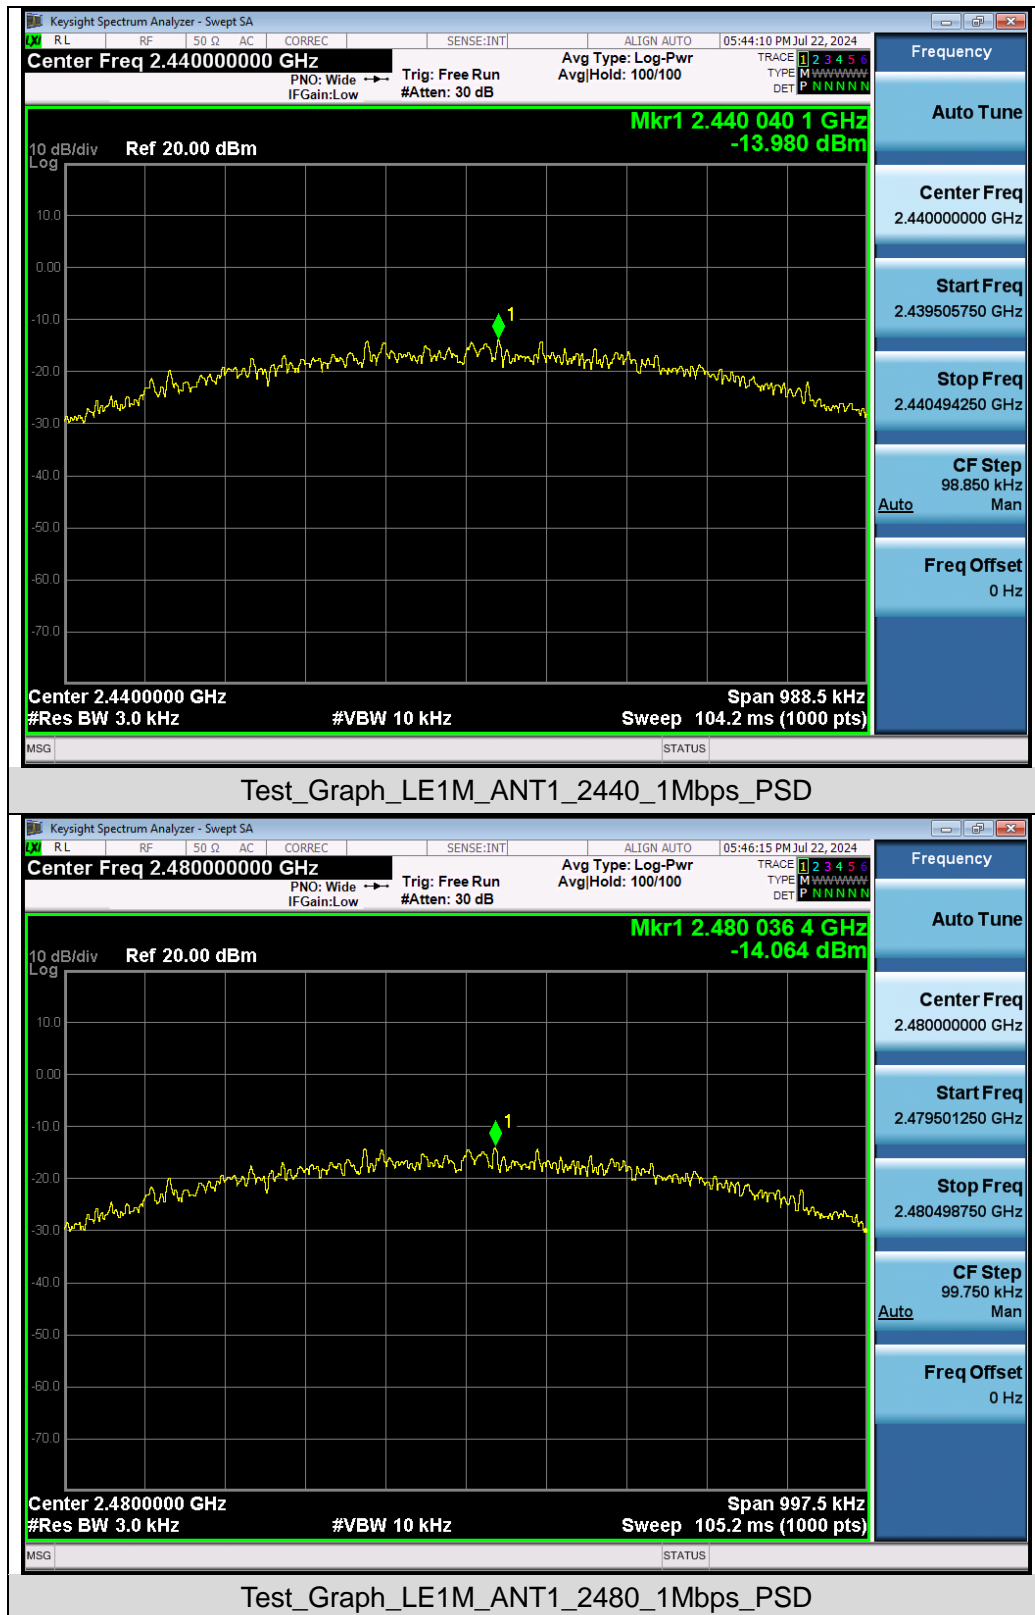 Keysight Spectrum Analyzer - Swept SA
LXI RL RF 50 Ω AC CORREC SENSE:INT ALIGN AUTO 05:44:10 PM Jul 22, 2024
Center Freq 2.440000000 GHz
PNO: Wide
IFGain:Low
Trig: Free Run
#Atten: 30 dB
Avg Type: Log-Pwr
Avg|Hold: 100/100
TRACE 1 2 3 4 5 6
TYPE M WWWWW
DET P N N N N N
Mkr1 2.440 040 1 GHz
-13.980 dBm
10 dB/div Ref 20.00 dBm
Log
10.0
0.00
-10.0
-20.0
-30.0
-40.0
-50.0
-60.0
-70.0
1
Center 2.4400000 GHz Span 988.5 kHz
#Res BW 3.0 kHz #VBW 10 kHz Sweep 104.2 ms (1000 pts)
MSG STATUS
Frequency
Auto Tune
Center Freq
2.440000000 GHz
Start Freq
2.439505750 GHz
Stop Freq
2.440494250 GHz
CF Step
98.850 kHz
Auto Man
Freq Offset
0 Hz
Test_Graph_LE1M_ANT1_2440_1Mbps_PSD
Keysight Spectrum Analyzer - Swept SA
LXI RL RF 50 Ω AC CORREC SENSE:INT ALIGN AUTO 05:46:15 PM Jul 22, 2024
Center Freq 2.480000000 GHz
PNO: Wide
IFGain:Low
Trig: Free Run
#Atten: 30 dB
Avg Type: Log-Pwr
Avg|Hold: 100/100
TRACE 1 2 3 4 5 6
TYPE M WWWWW
DET P N N N N N
Mkr1 2.480 036 4 GHz
-14.064 dBm
10 dB/div Ref 20.00 dBm
Log
10.0
0.00
-10.0
-20.0
-30.0
-40.0
-50.0
-60.0
-70.0
1
Center 2.4800000 GHz Span 997.5 kHz
#Res BW 3.0 kHz #VBW 10 kHz Sweep 105.2 ms (1000 pts)
MSG STATUS
Frequency
Auto Tune
Center Freq
2.480000000 GHz
Start Freq
2.479501250 GHz
Stop Freq
2.480498750 GHz
CF Step
99.750 kHz
Auto Man
Freq Offset
0 Hz
Test_Graph_LE1M_ANT1_2480_1Mbps_PSD